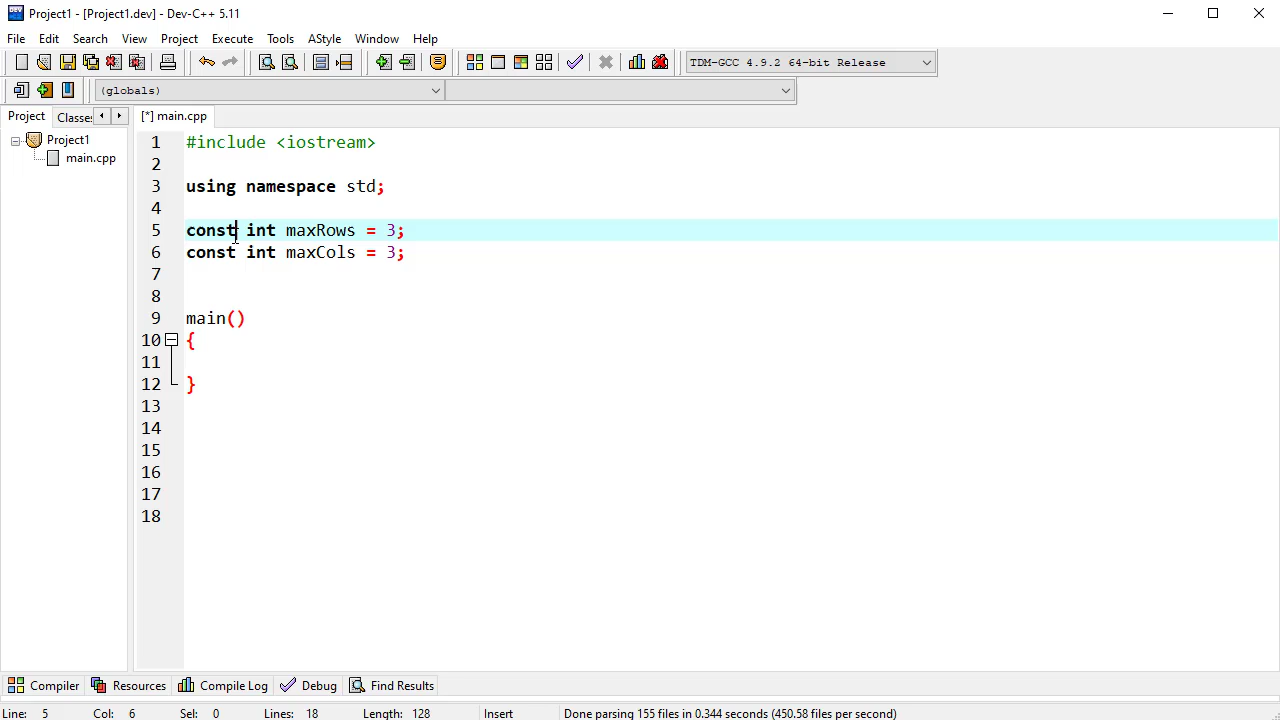 Project1 - [Project1.dev] - Dev-C++ 5.11
File Edit Search View Project Execute Tools AStyle Window Help
TDM-GCC 4.9.2 64-bit Release
(globals)
Project Classes [*] main.cpp
Project1
main.cpp
1 #include <iostream>
2
3 using namespace std;
4
5 const int maxRows = 3;
6 const int maxCols = 3;
7
8
9 main()
10 {
11
12 }
13
14
15
16
17
18
Compiler Resources Compile Log Debug Find Results
Line: 5 Col: 6 Sel: 0 Lines: 18 Length: 128 Insert Done parsing 155 files in 0.344 seconds (450.58 files per second)